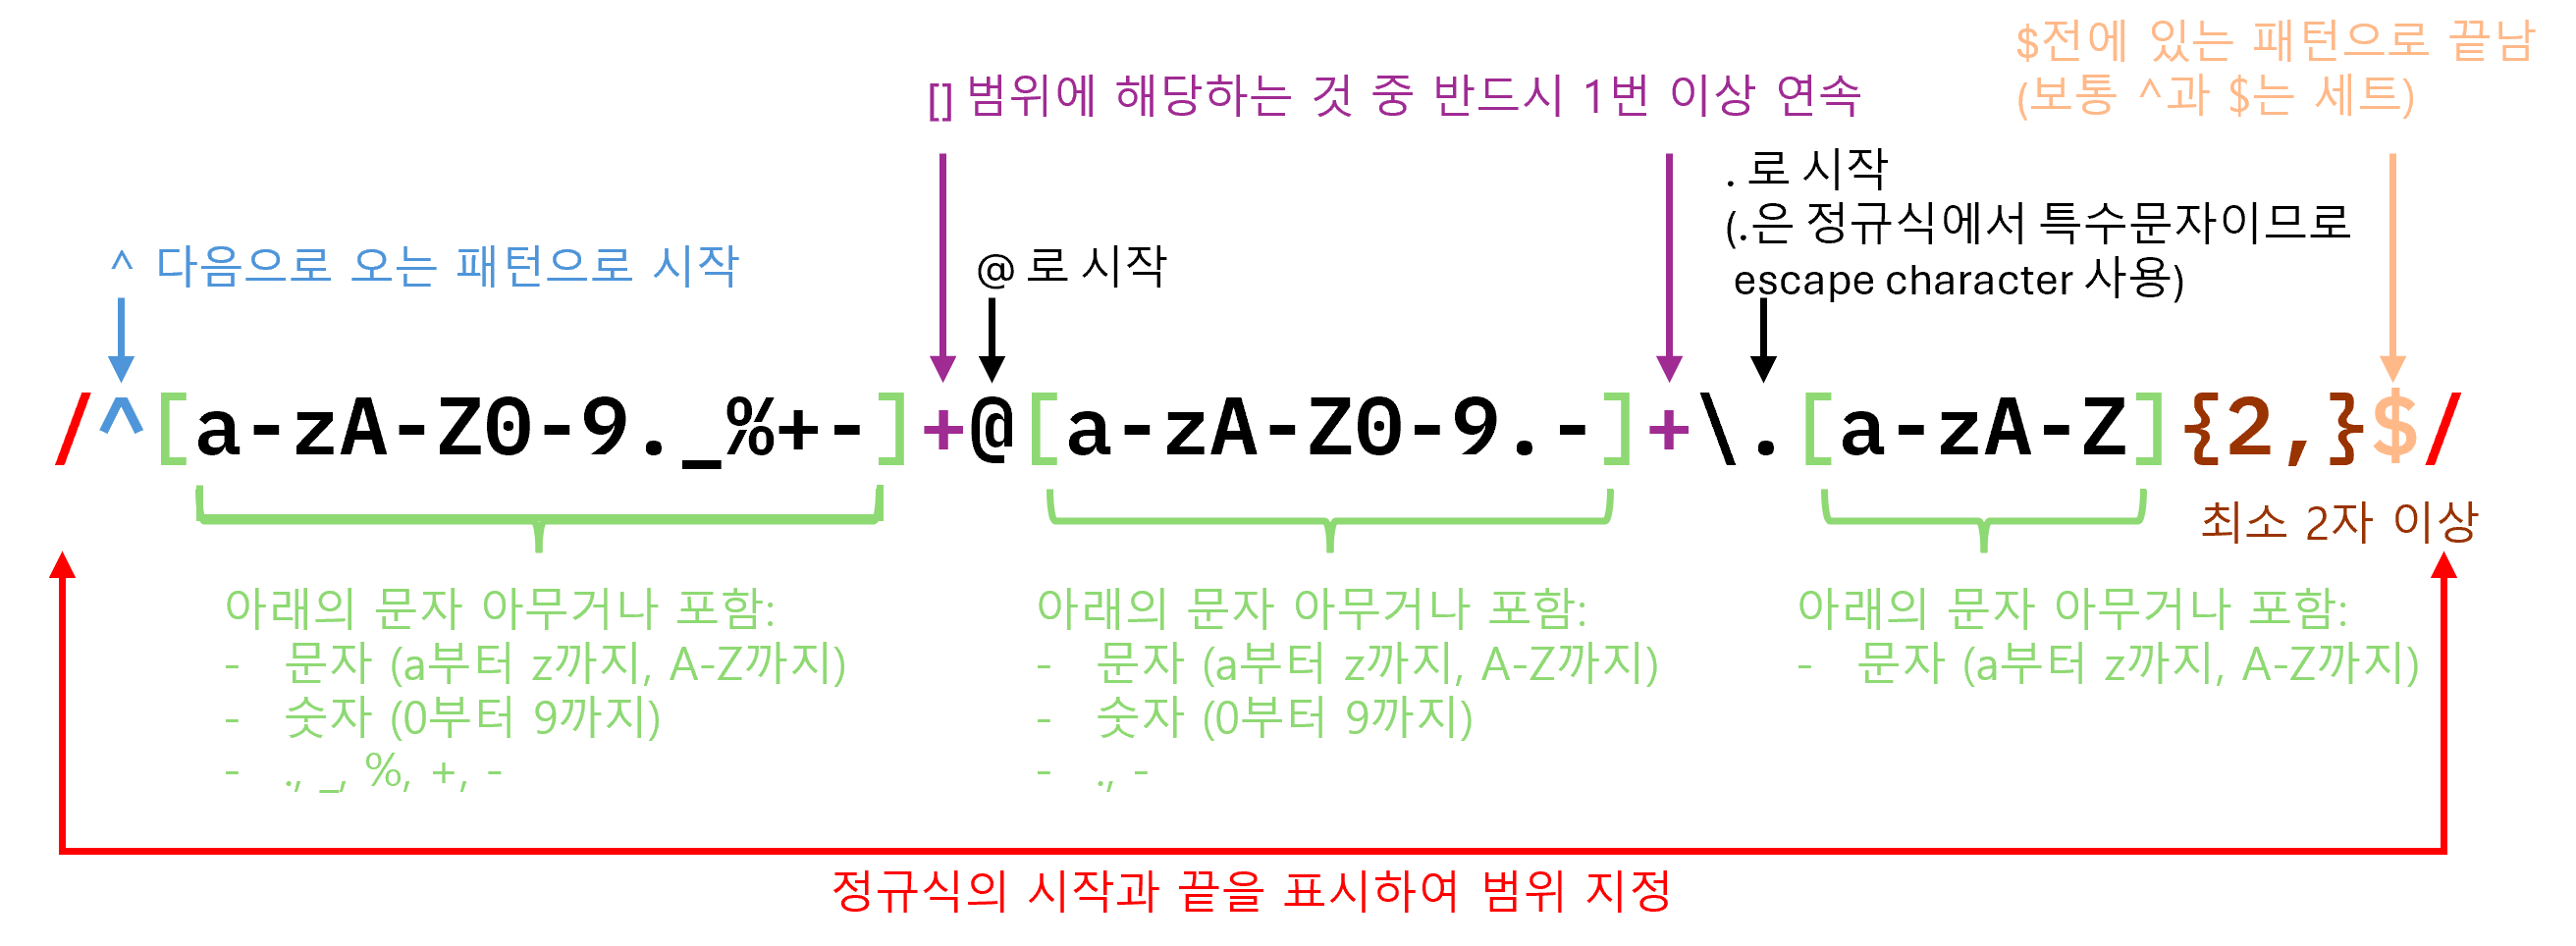 $전에 있는 패턴으로 끝남
(보통 ^과 $는 세트)
[] 범위에 해당하는 것 중 반드시 1번 이상 연속
. 로 시작
(.은 정규식에서 특수문자이므로
escape character 사용)
^ 다음으로 오는 패턴으로 시작
@ 로 시작
/^[a-zA-Z0-9._%+-]+@[a-zA-Z0-9.-]+\.[a-zA-Z]{2,}$/
최소 2자 이상
아래의 문자 아무거나 포함:
- 문자 (a부터 z까지, A-Z까지)
- 숫자 (0부터 9까지)
- ., _, %, +, -
아래의 문자 아무거나 포함:
- 문자 (a부터 z까지, A-Z까지)
- 숫자 (0부터 9까지)
- ., -
아래의 문자 아무거나 포함:
- 문자 (a부터 z까지, A-Z까지)
정규식의 시작과 끝을 표시하여 범위 지정